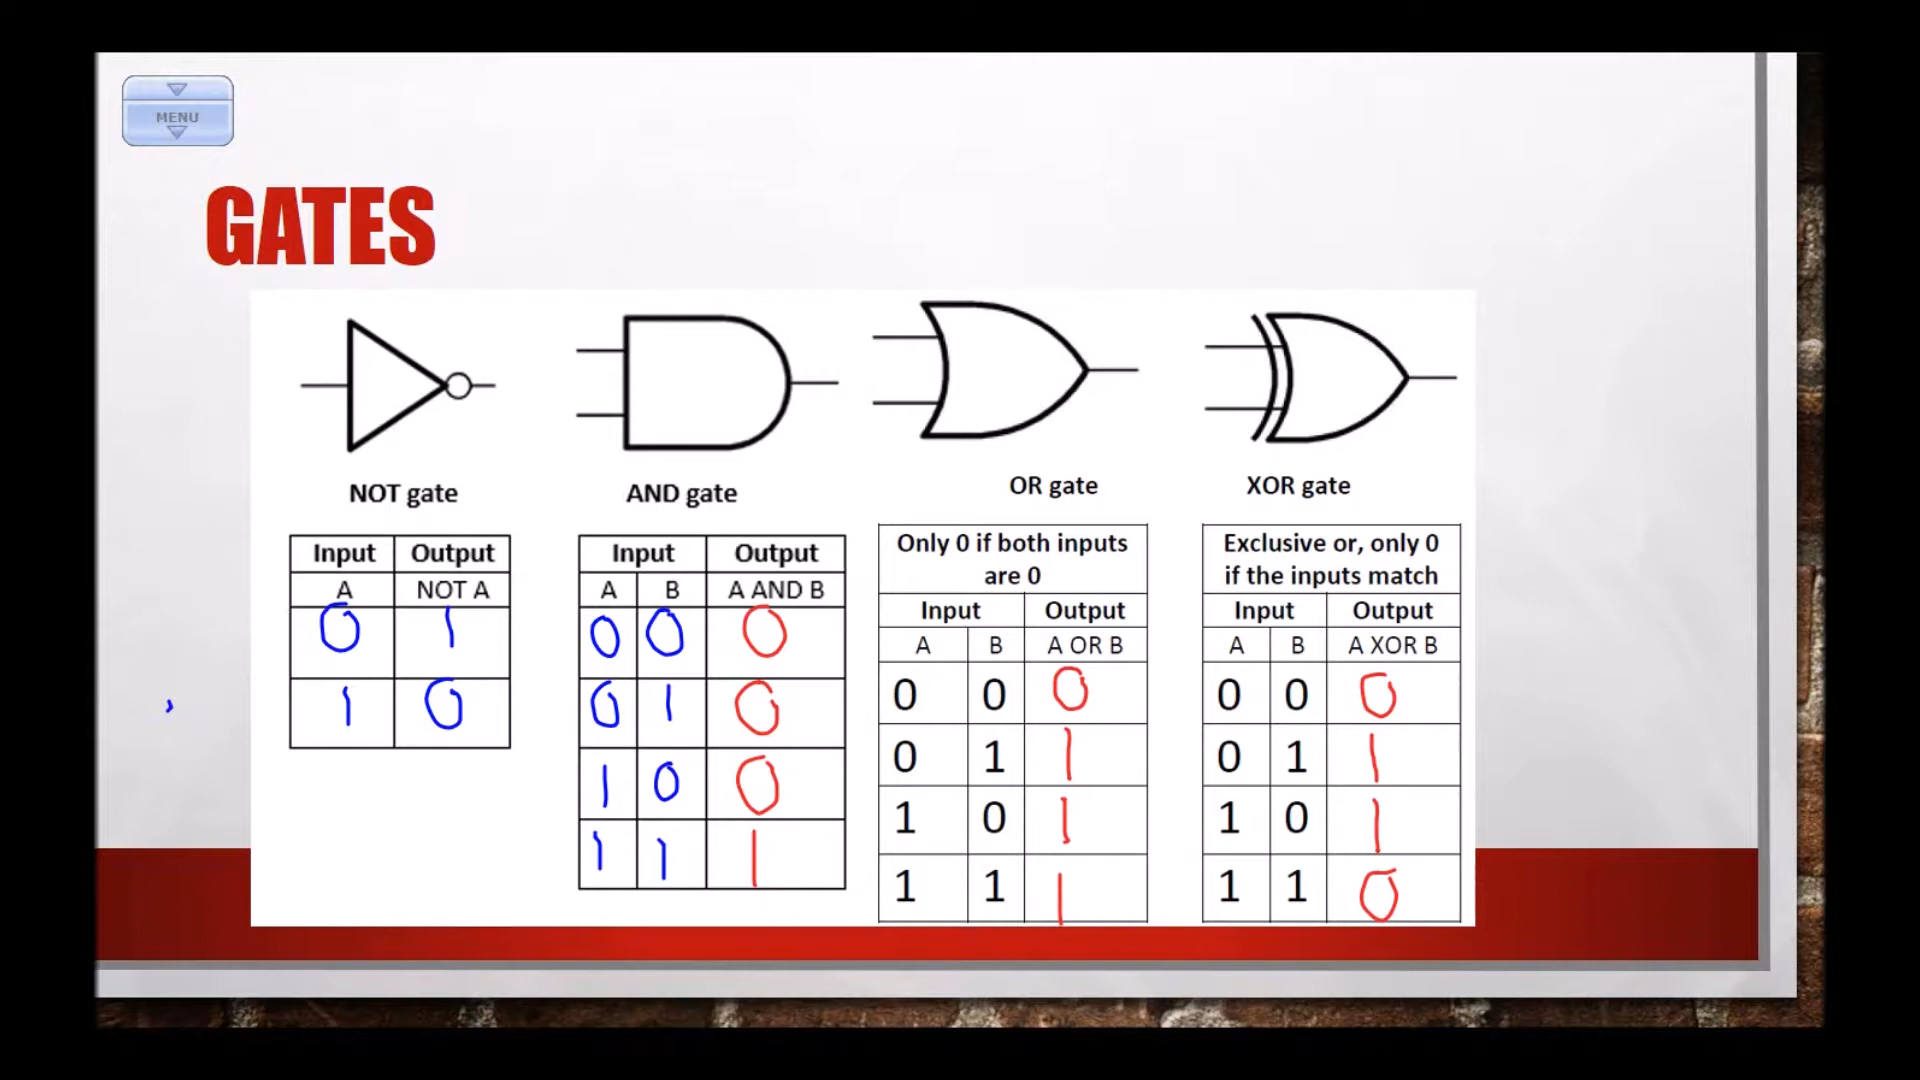 MENU
GATES
NOT gate
AND gate
OR gate
XOR gate
Input Output
A NOT A
0 1
1 0
Input Output
A B A AND B
0 0 0
0 1 0
1 0 0
1 1 1
Only 0 if both inputs
are 0
Input Output
A B A OR B
0 0 0
0 1 1
1 0 1
1 1 1
Exclusive or, only 0
if the inputs match
Input Output
A B A XOR B
0 0 0
0 1 1
1 0 1
1 1 0